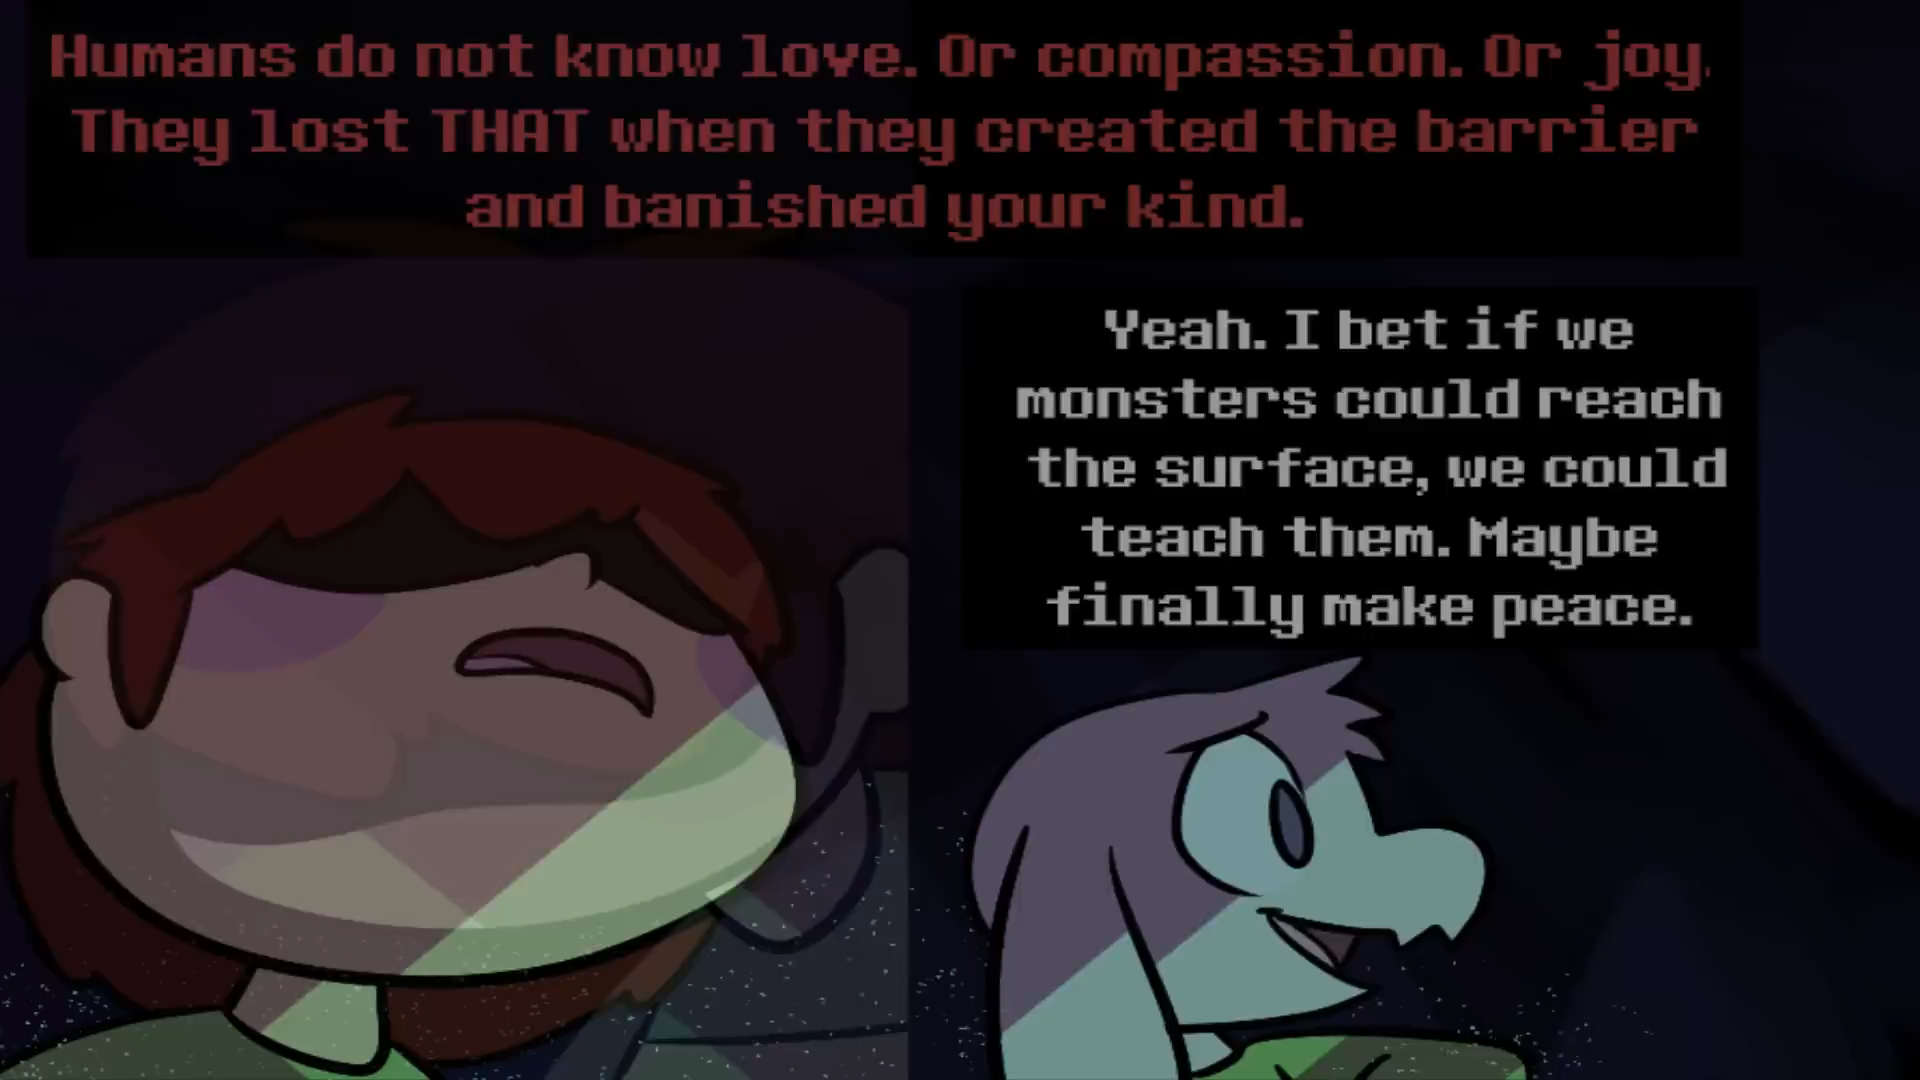 Humans do not know love. Or compassion. Or joy.
They lost THAT when they created the barrier
and banished your kind.
Yeah. I bet if we
monsters could reach
the surface, we could
teach them. Maybe
finally make peace.